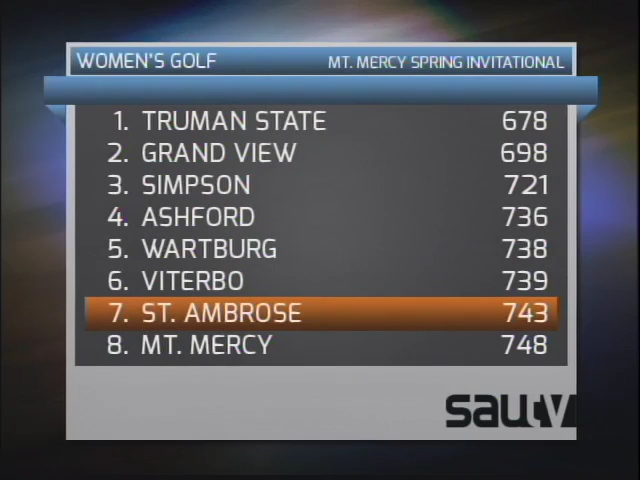 WOMEN'S GOLF MT. MERCY SPRING INVITATIONAL
1. TRUMAN STATE 678
2. GRAND VIEW 698
3. SIMPSON 721
4. ASHFORD 736
5. WARTBURG 738
6. VITERBO 739
7. ST. AMBROSE 743
8. MT. MERCY 748
sautv